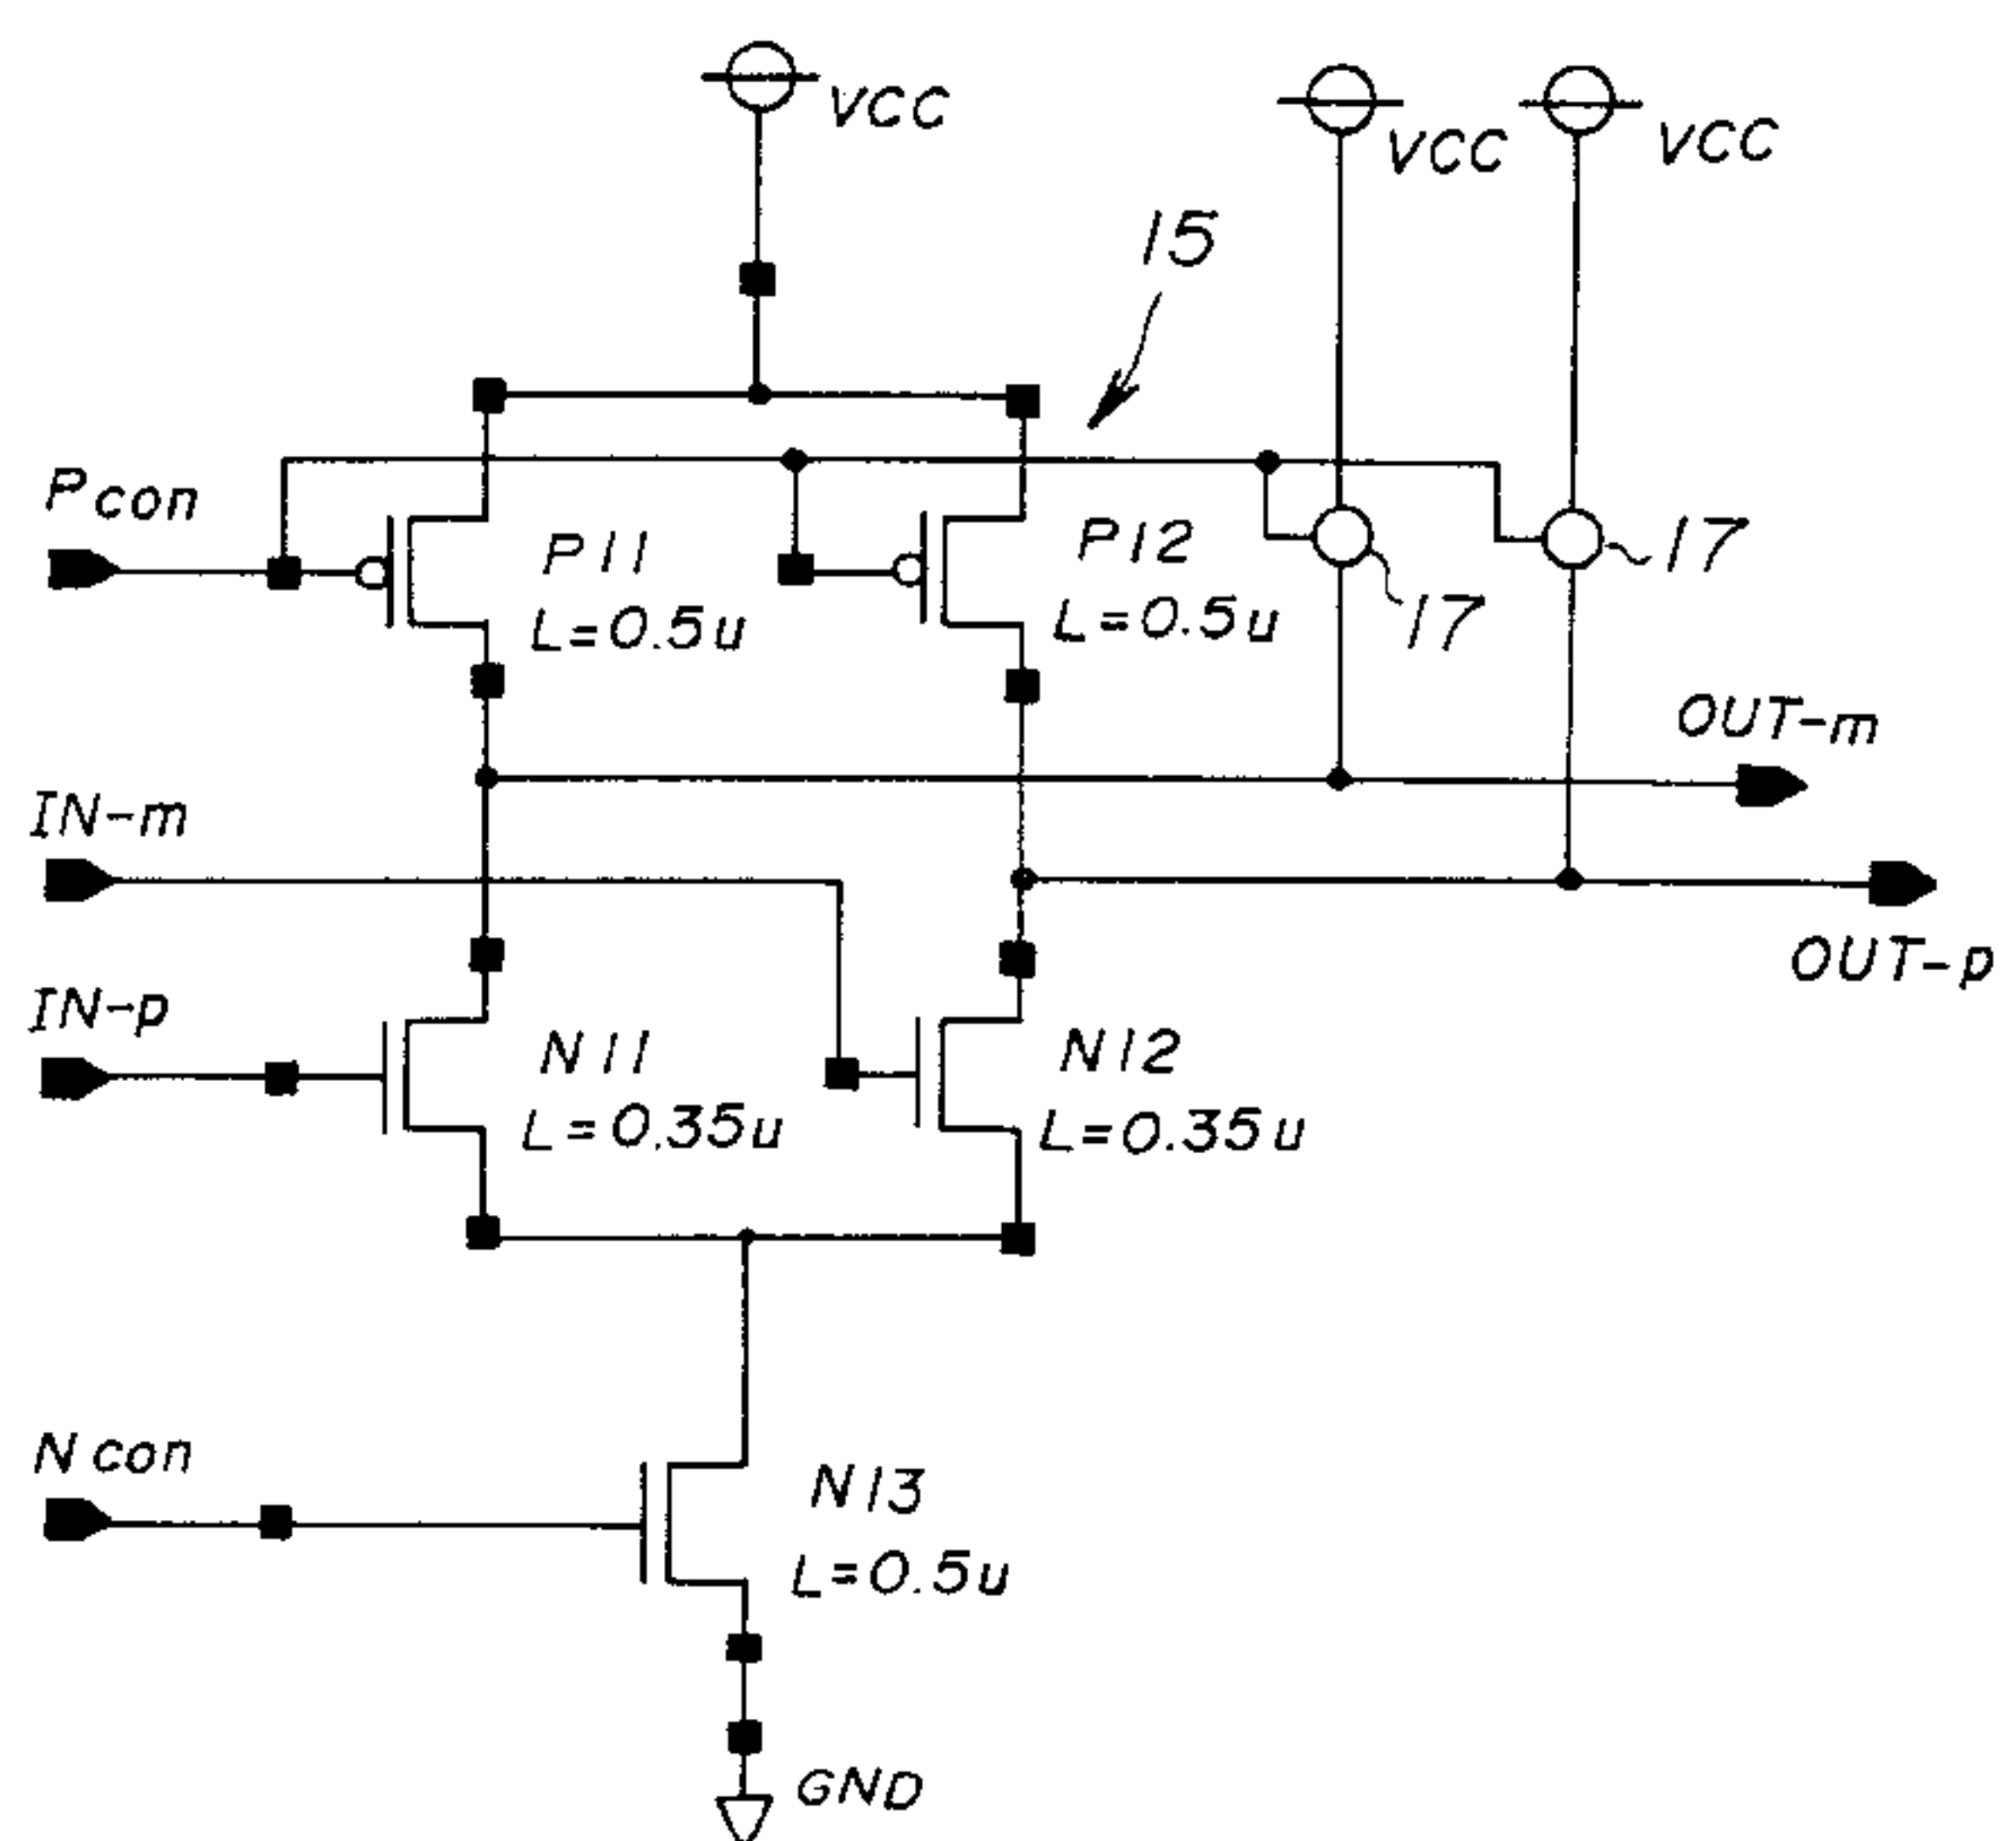 VCC
VCC
VCC
15
Pcon
P11
L=0.5u
P12
L=0.5u
17
17
OUT-m
IN-m
OUT-p
IN-p
N11
L=0.35u
N12
L=0.35u
Ncon
N13
L=0.5u
GND